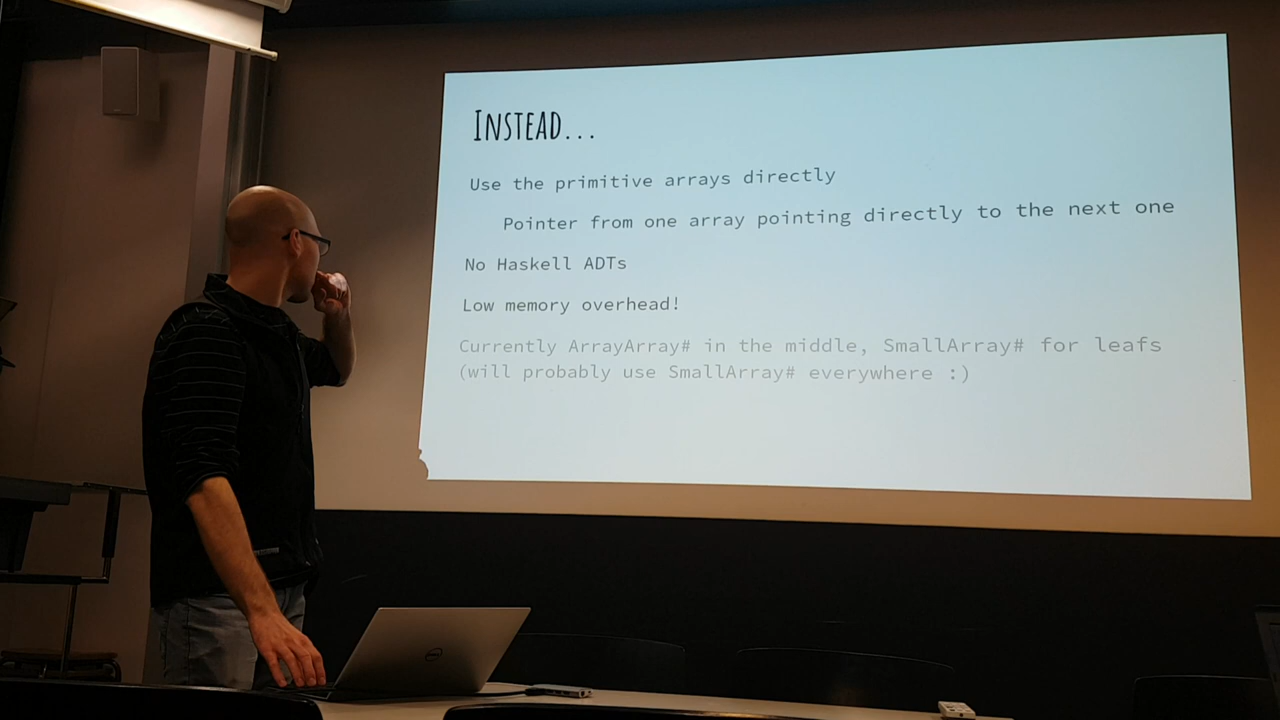 Instead...
Use the primitive arrays directly
Pointer from one array pointing directly to the next one
No Haskell ADTs
Low memory overhead!
Currently ArrayArray# in the middle, SmallArray# for leafs
(will probably use SmallArray# everywhere :)
DELL